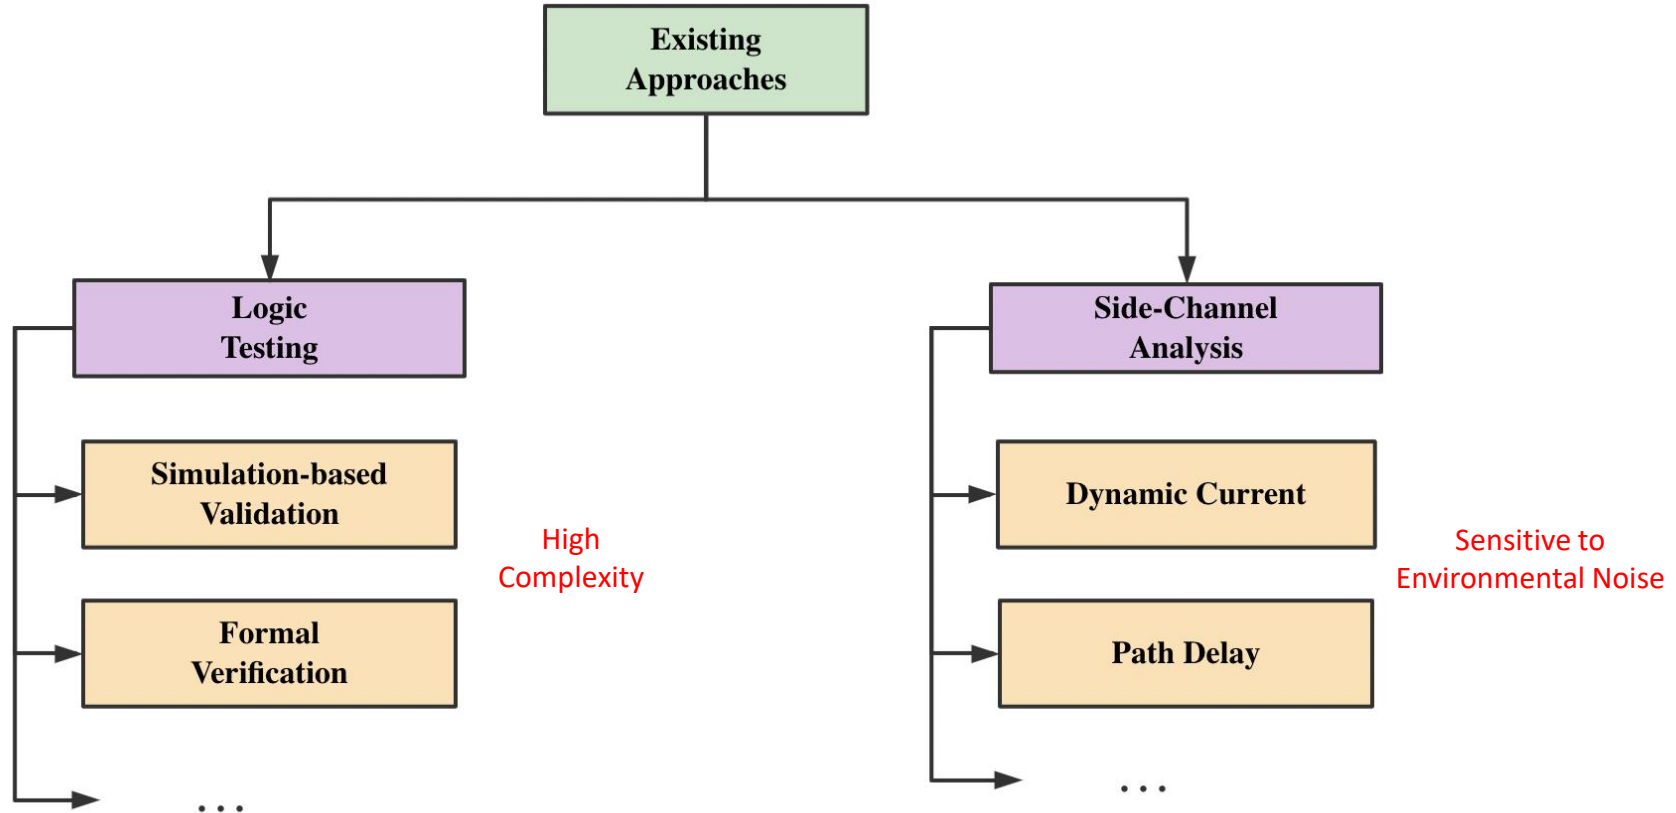 Existing
Approaches
Logic
Testing
Side-Channel
Analysis
Simulation-based
Validation
Dynamic Current
High
Complexity
Sensitive to
Environmental Noise
Formal
Verification
Path Delay
...
...